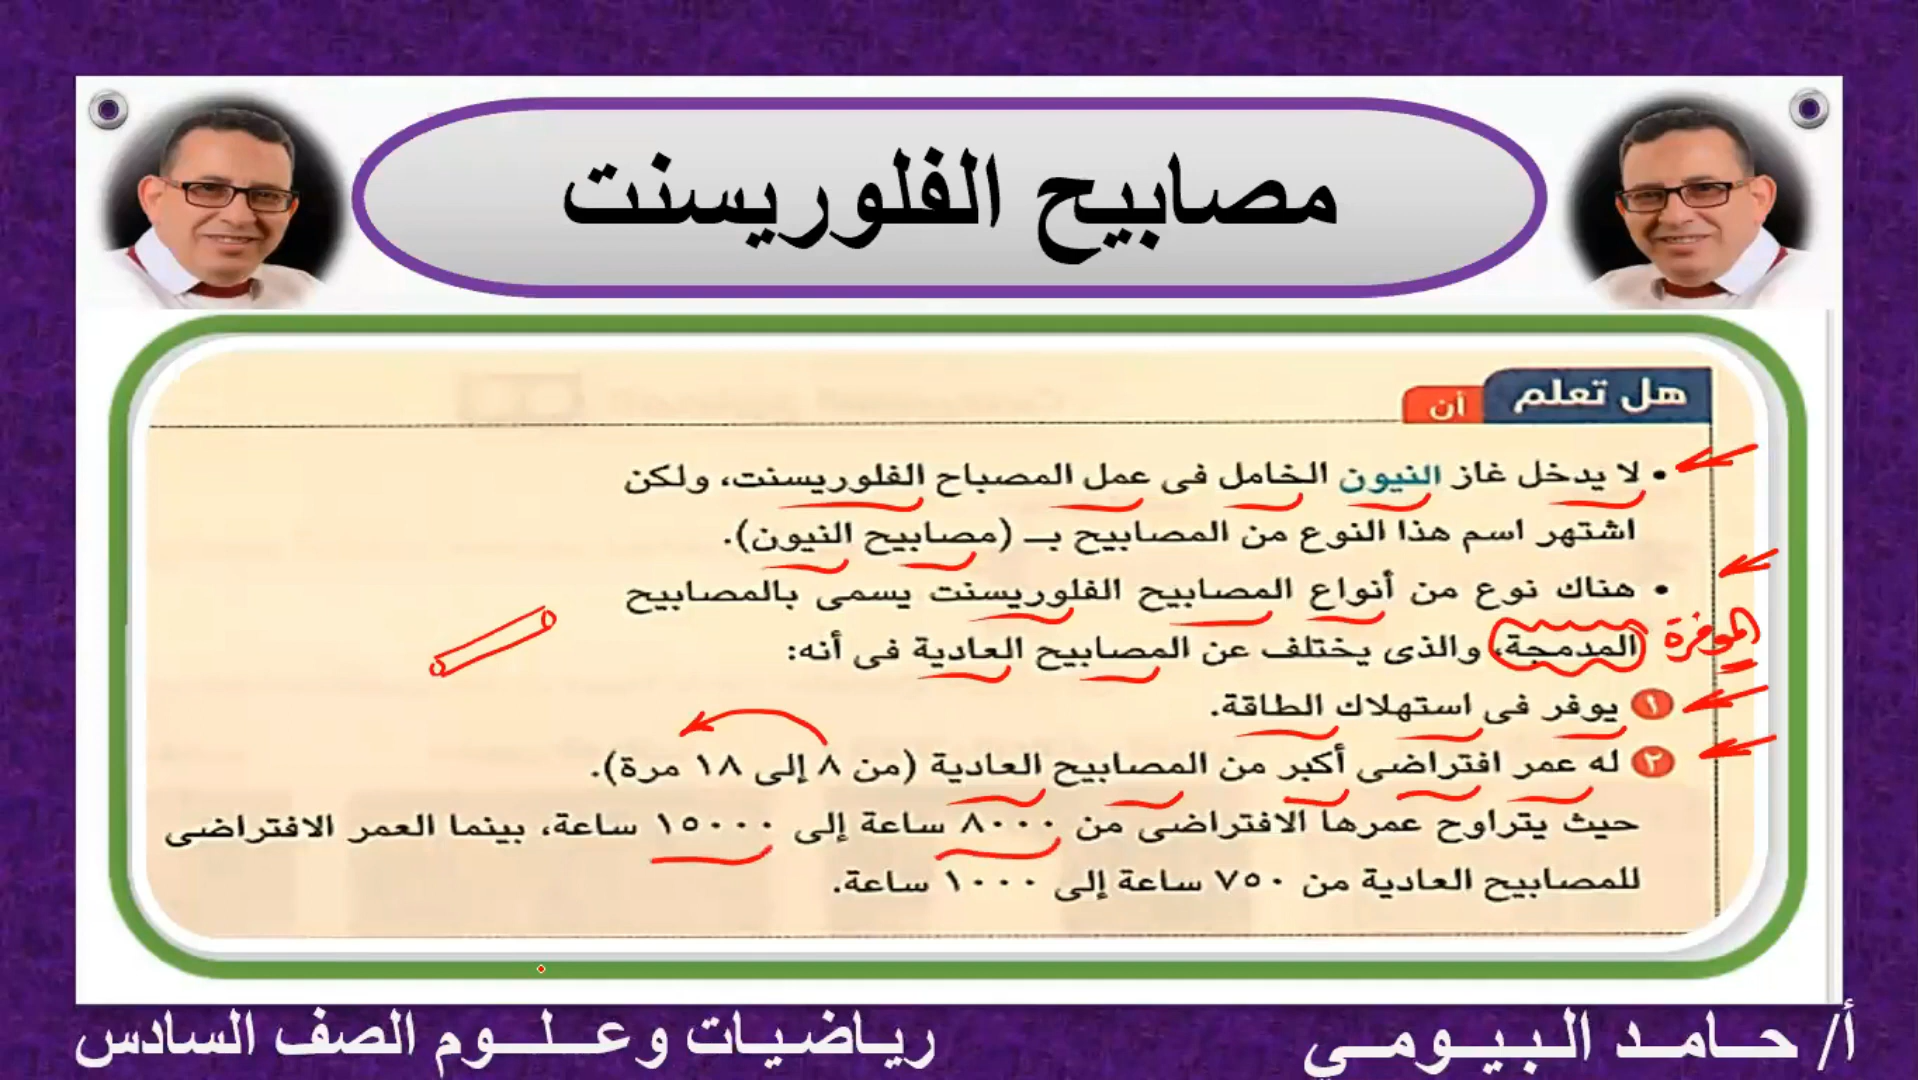 مصابيح الفلوريسنت
هل تعلم أن
• لا يدخل غاز النيون الخامل فى عمل المصباح الفلوريسنت، ولكن
اشتهر اسم هذا النوع من المصابيح بـ (مصابيح النيون).
• هناك نوع من أنواع المصابيح الفلوريسنت يسمى بالمصابيح
المدمجة، والذى يختلف عن المصابيح العادية فى أنه:
الموفرة
١ يوفر فى استهلاك الطاقة.
٢ له عمر افتراضى أكبر من المصابيح العادية (من ٨ إلى ١٨ مرة).
حيث يتراوح عمرها الافتراضى من ٨٠٠٠ ساعة إلى ١٥٠٠٠ ساعة، بينما العمر الافتراضى
للمصابيح العادية من ٧٥٠ ساعة إلى ١٠٠٠ ساعة.
أ/ حـامـد الـبـيـومـي
ريـاضـيـات وعـلـوم الصف السادس